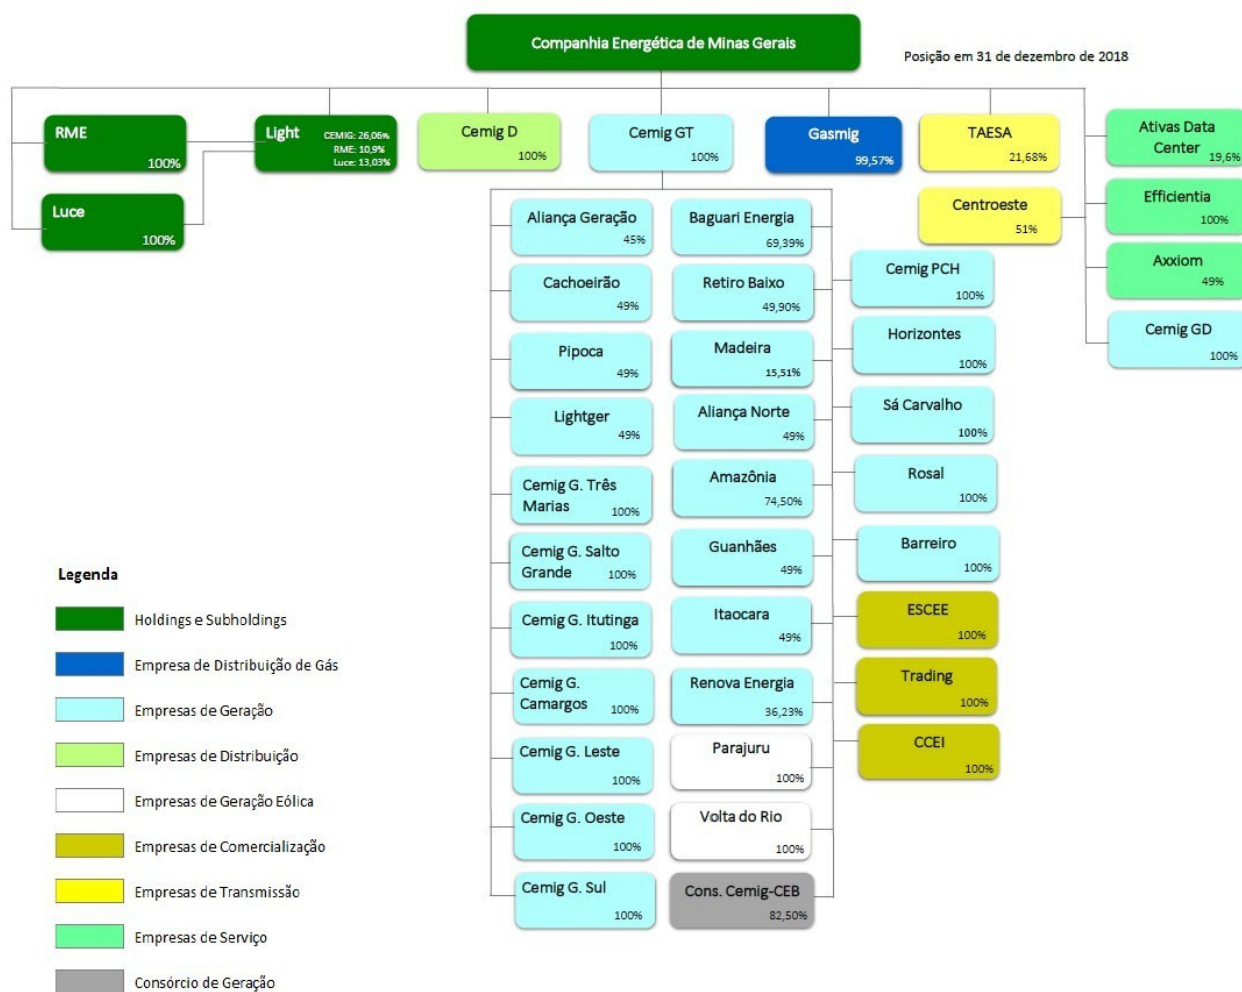 Companhia Energética de Minas Gerais
Posição em 31 de dezembro de 2018
RME
100%
Luce
100%
Light
CEMIG: 26,06%
RME: 10,9%
Luce: 13,03%
Cemig D
100%
Cemig GT
100%
Gasmig
99,57%
TAESA
21,68%
Centroeste
51%
Ativas Data
Center
19,6%
Efficientia
100%
Axxiom
49%
Cemig GD
100%
Aliança Geração
45%
Cachoeirão
49%
Pipoca
49%
Lightger
49%
Cemig G. Três
Marias
100%
Cemig G. Salto
Grande
100%
Cemig G. Itutinga
100%
Cemig G.
Camargos
100%
Cemig G. Leste
100%
Cemig G. Oeste
100%
Cemig G. Sul
100%
Baguari Energia
69,39%
Retiro Baixo
49,90%
Madeira
15,51%
Aliança Norte
49%
Amazônia
74,50%
Guanhães
49%
Itaocara
49%
Renova Energia
36,23%
Parajuru
100%
Volta do Rio
100%
Cons. Cemig-CEB
82,50%
Cemig PCH
100%
Horizontes
100%
Sá Carvalho
100%
Rosal
100%
Barreiro
100%
ESCEE
100%
Trading
100%
CCEI
100%
Legenda
Holdings e Subholdings
Empresa de Distribuição de Gás
Empresas de Geração
Empresas de Distribuição
Empresas de Geração Eólica
Empresas de Comercialização
Empresas de Transmissão
Empresas de Serviço
Consórcio de Geração